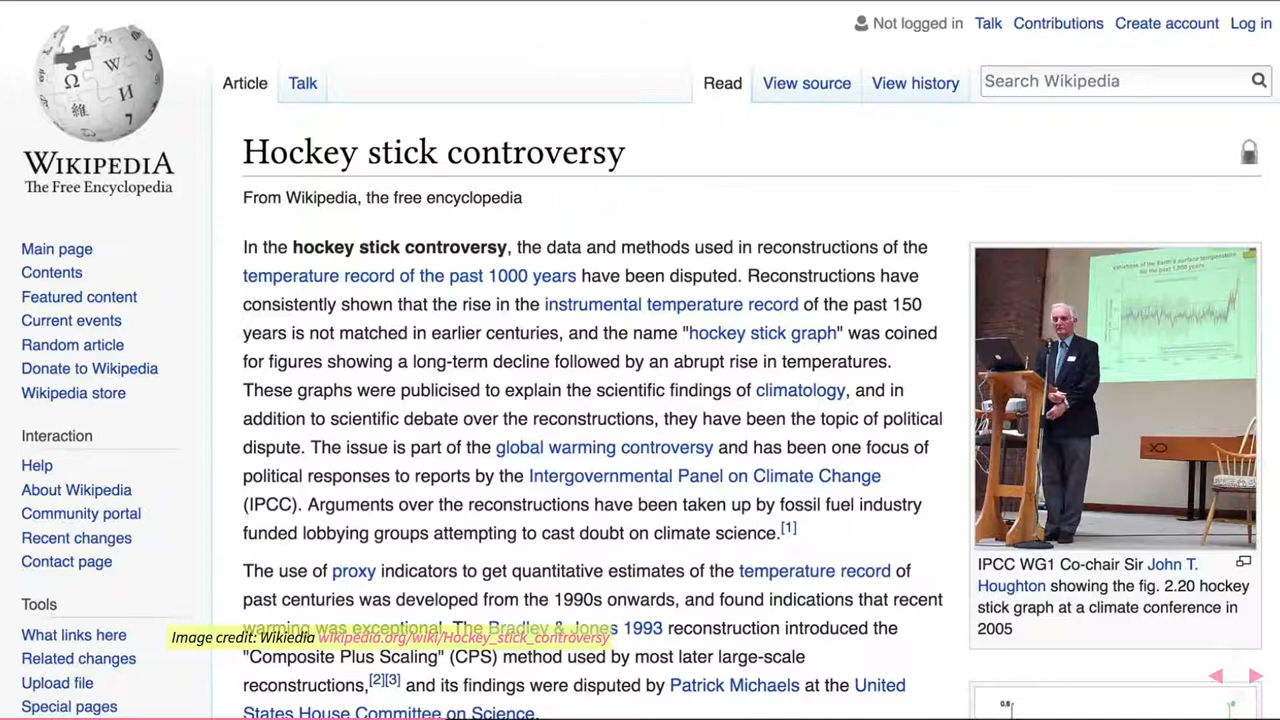 Not logged in Talk Contributions Create account Log in
Article Talk Read View source View history Search Wikipedia
WIKIPEDIA
The Free Encyclopedia
Main page
Contents
Featured content
Current events
Random article
Donate to Wikipedia
Wikipedia store
Interaction
Help
About Wikipedia
Community portal
Recent changes
Contact page
Tools
What links here
Related changes
Upload file
Special pages
Hockey stick controversy
From Wikipedia, the free encyclopedia
In the hockey stick controversy, the data and methods used in reconstructions of the
temperature record of the past 1000 years have been disputed. Reconstructions have
consistently shown that the rise in the instrumental temperature record of the past 150
years is not matched in earlier centuries, and the name "hockey stick graph" was coined
for figures showing a long-term decline followed by an abrupt rise in temperatures.
These graphs were publicised to explain the scientific findings of climatology, and in
addition to scientific debate over the reconstructions, they have been the topic of political
dispute. The issue is part of the global warming controversy and has been one focus of
political responses to reports by the Intergovernmental Panel on Climate Change
(IPCC). Arguments over the reconstructions have been taken up by fossil fuel industry
funded lobbying groups attempting to cast doubt on climate science.[1]
The use of proxy indicators to get quantitative estimates of the temperature record of
past centuries was developed from the 1990s onwards, and found indications that recent
warming was exceptional. The Bradley & Jones 1993 reconstruction introduced the
"Composite Plus Scaling" (CPS) method used by most later large-scale
reconstructions,[2][3] and its findings were disputed by Patrick Michaels at the United
States House Committee on Science.
Image credit: Wikiedia wikipedia.org/wiki/Hockey_stick_controversy
Variations of the Earth's surface temperature
for the past 1,000 years
IPCC WG1 Co-chair Sir John T.
Houghton showing the fig. 2.20 hockey
stick graph at a climate conference in
2005
0.6